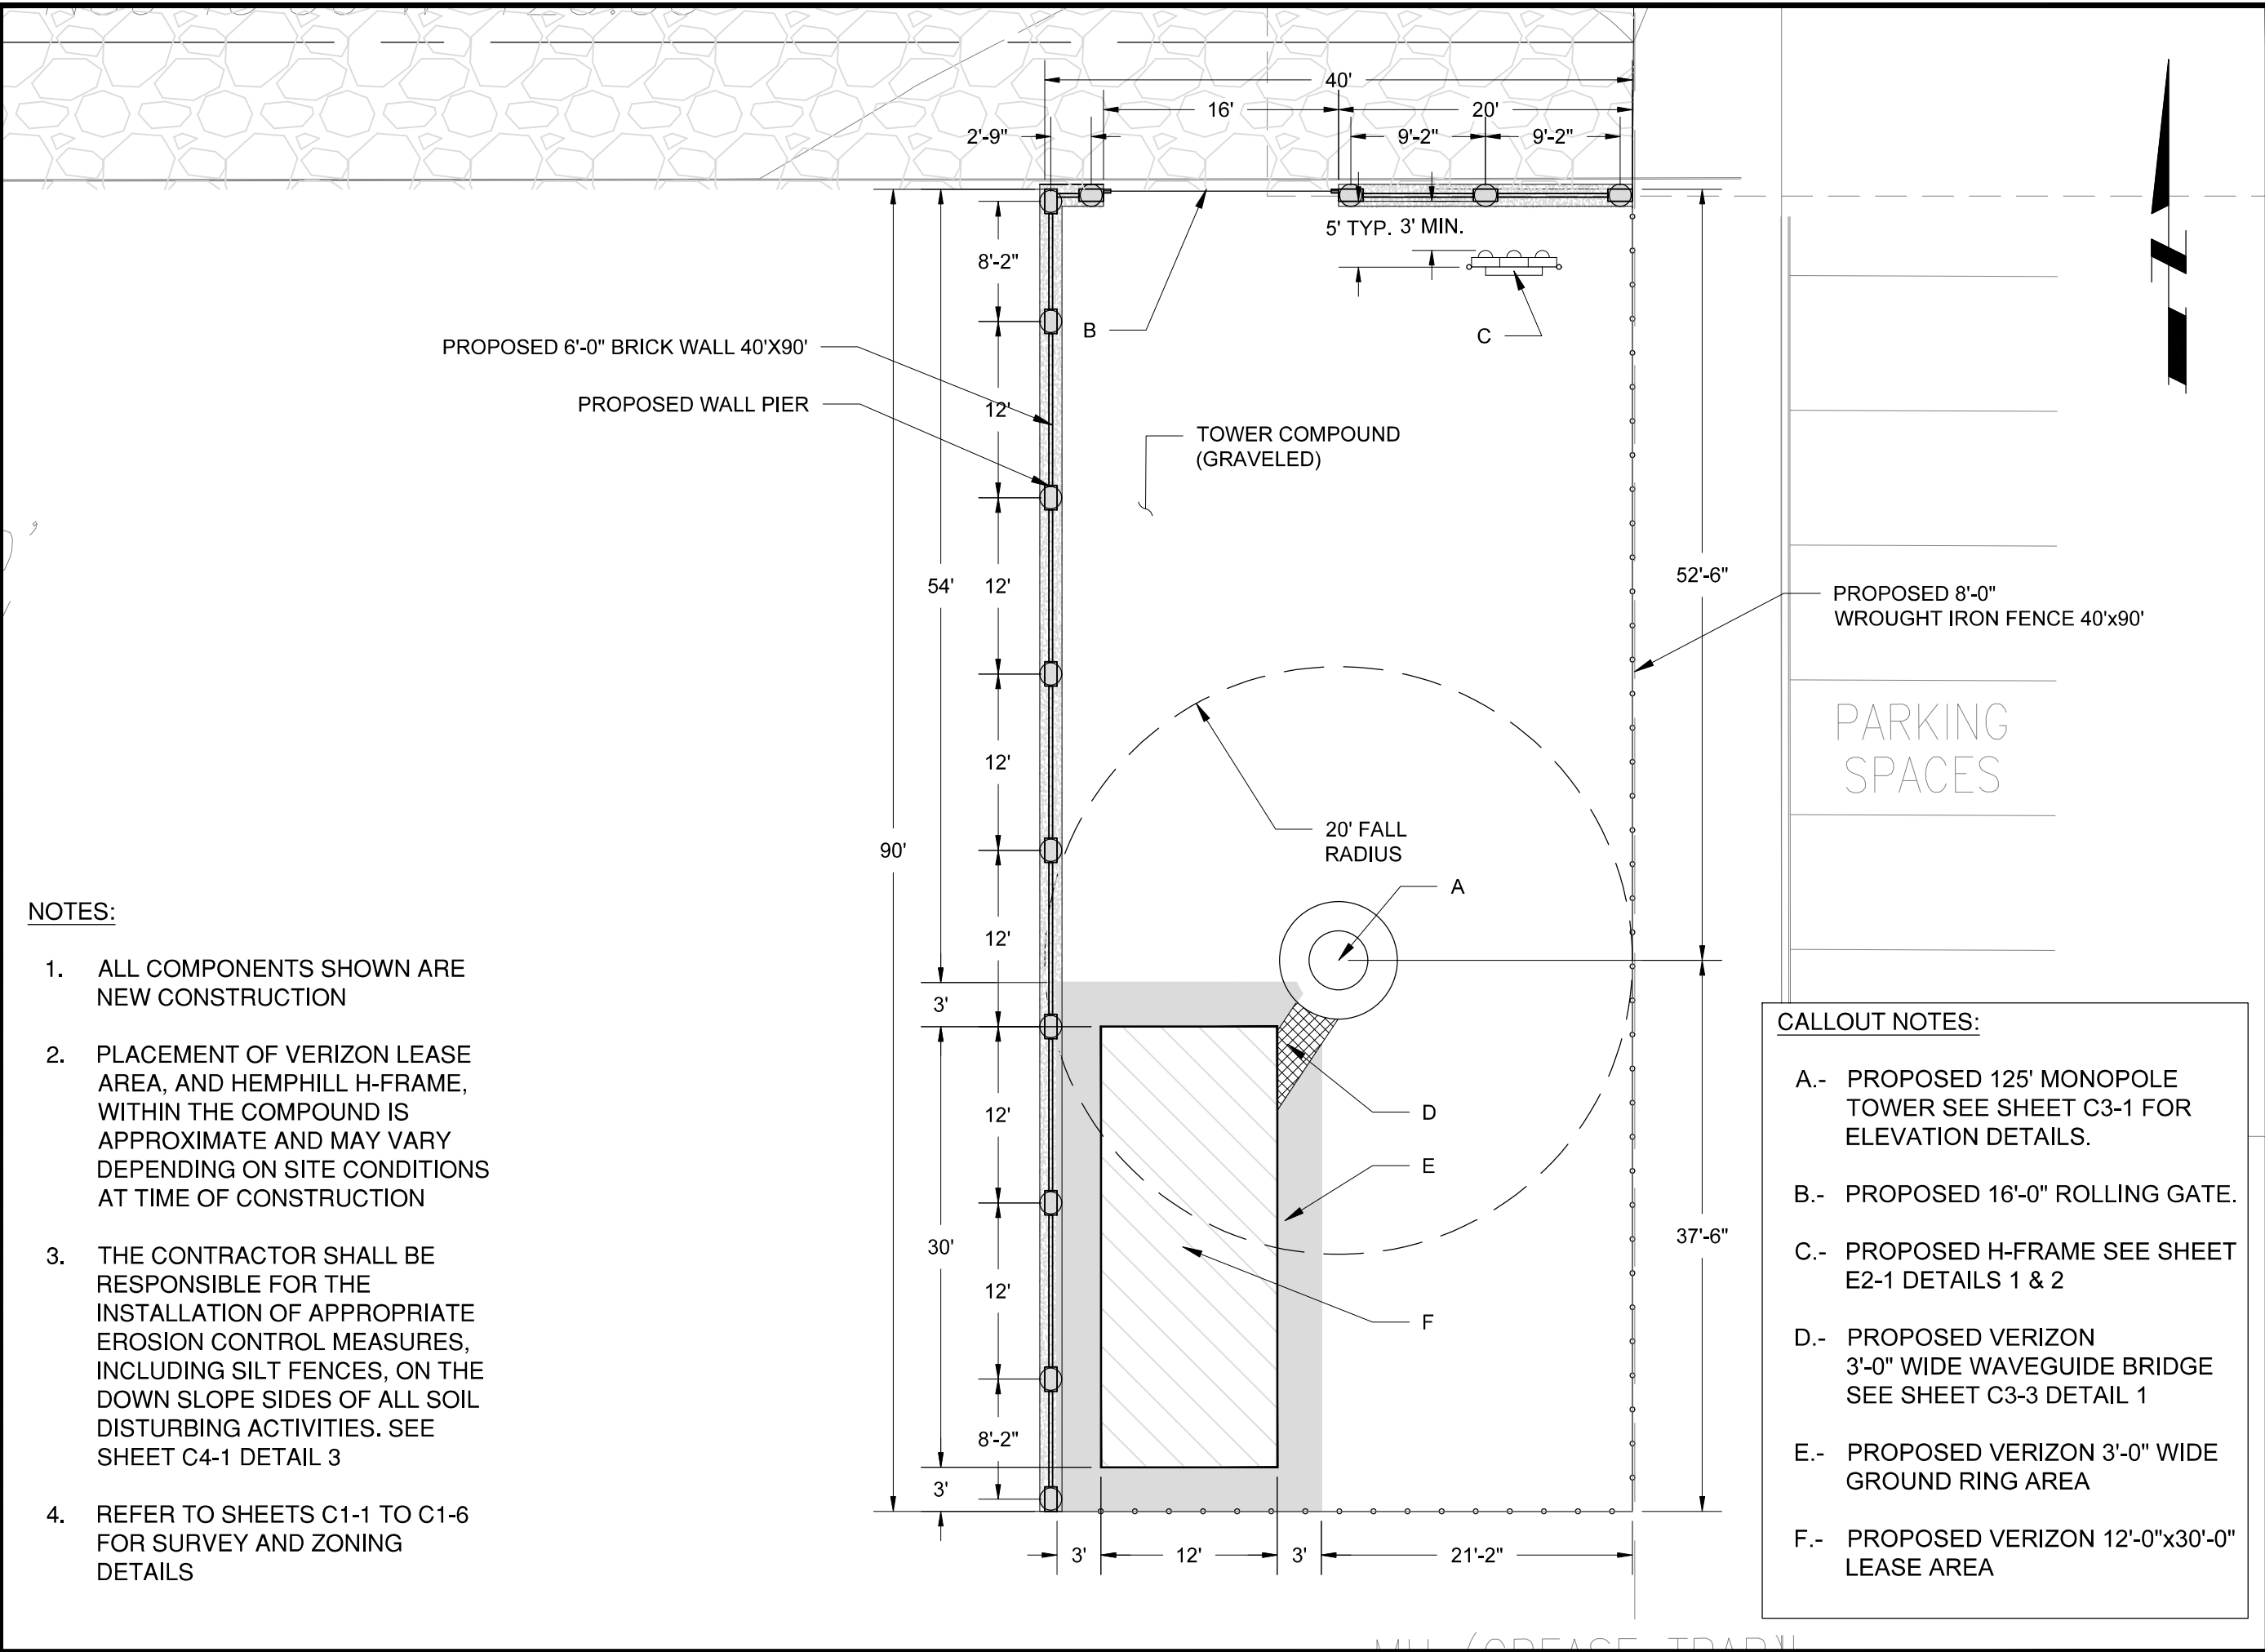 40'
16'
20'
2'-9"
9'-2"
9'-2"
5' TYP.
3' MIN.
8'-2"
B
C
PROPOSED 6'-0" BRICK WALL 40'X90'
PROPOSED WALL PIER
12'
TOWER COMPOUND
(GRAVELED)
54'
12'
52'-6"
PROPOSED 8'-0"
WROUGHT IRON FENCE 40'x90'
PARKING
SPACES
12'
20' FALL
RADIUS
90'
A
12'
3'
12'
D
E
30'
37'-6"
12'
F
8'-2"
3'
3'
12'
3'
21'-2"
NOTES:
1. ALL COMPONENTS SHOWN ARE
NEW CONSTRUCTION
2. PLACEMENT OF VERIZON LEASE
AREA, AND HEMPHILL H-FRAME,
WITHIN THE COMPOUND IS
APPROXIMATE AND MAY VARY
DEPENDING ON SITE CONDITIONS
AT TIME OF CONSTRUCTION
3. THE CONTRACTOR SHALL BE
RESPONSIBLE FOR THE
INSTALLATION OF APPROPRIATE
EROSION CONTROL MEASURES,
INCLUDING SILT FENCES, ON THE
DOWN SLOPE SIDES OF ALL SOIL
DISTURBING ACTIVITIES. SEE
SHEET C4-1 DETAIL 3
4. REFER TO SHEETS C1-1 TO C1-6
FOR SURVEY AND ZONING
DETAILS
CALLOUT NOTES:
A.- PROPOSED 125' MONOPOLE
TOWER SEE SHEET C3-1 FOR
ELEVATION DETAILS.
B.- PROPOSED 16'-0" ROLLING GATE.
C.- PROPOSED H-FRAME SEE SHEET
E2-1 DETAILS 1 & 2
D.- PROPOSED VERIZON
3'-0" WIDE WAVEGUIDE BRIDGE
SEE SHEET C3-3 DETAIL 1
E.- PROPOSED VERIZON 3'-0" WIDE
GROUND RING AREA
F.- PROPOSED VERIZON 12'-0"x30'-0"
LEASE AREA
MH (GREASE TRAP)